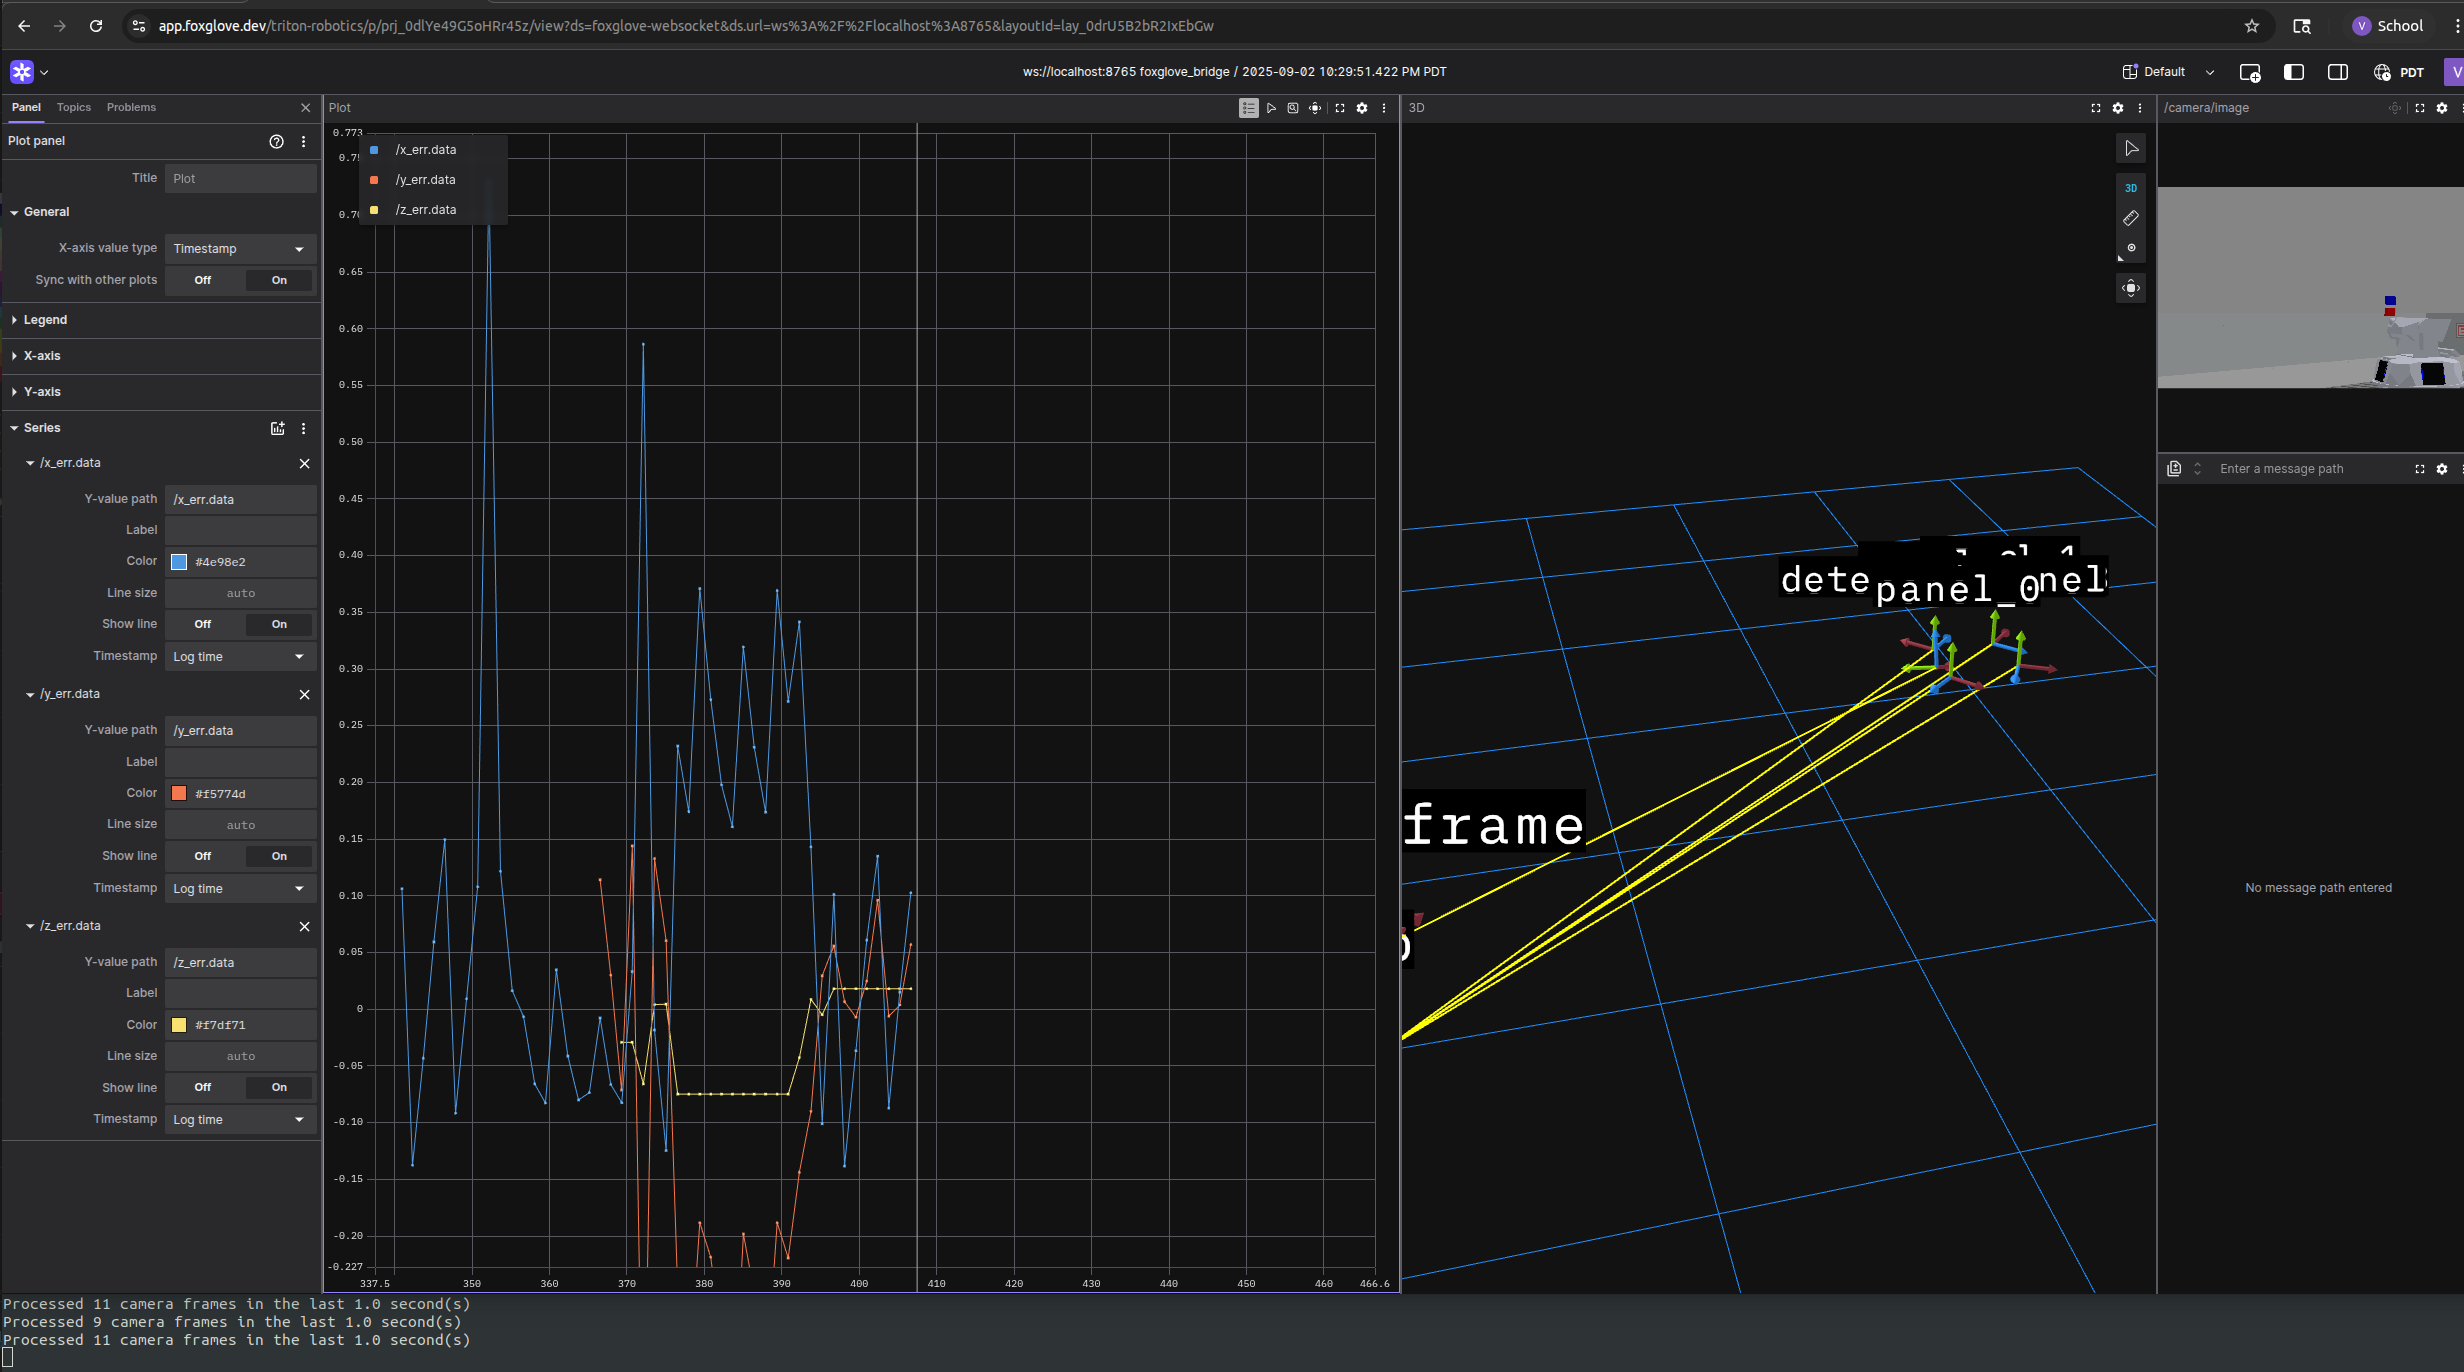 app.foxglove.dev/triton-robotics/p/prj_0dlYe49G5oHRr45z/view?ds=foxglove-websocket&ds.url=ws%3A%2F%2Flocalhost%3A8765&layoutId=lay_0drU5B2bR2IxEbGw
V School
ws://localhost:8765 foxglove_bridge / 2025-09-02 10:29:51.422 PM PDT
Default
PDT
V
Panel
Topics
Problems
Plot panel
Title Plot
General
X-axis value type Timestamp
Sync with other plots Off On
Legend
X-axis
Y-axis
Series
/x_err.data
Y-value path /x_err.data
Label
Color #4e98e2
Line size auto
Show line Off On
Timestamp Log time
/y_err.data
Y-value path /y_err.data
Label
Color #f5774d
Line size auto
Show line Off On
Timestamp Log time
/z_err.data
Y-value path /z_err.data
Label
Color #f7df71
Line size auto
Show line Off On
Timestamp Log time
Plot
/x_err.data
/y_err.data
/z_err.data
0.773
0.65
0.60
0.55
0.50
0.45
0.40
0.35
0.30
0.25
0.20
0.15
0.10
0.05
0
-0.05
-0.10
-0.15
-0.20
-0.227
337.5 350 360 370 380 390 400 410 420 430 440 450 460 466.6
3D
3D
dete
panel_0
nel
frame
/camera/image
Enter a message path
No message path entered
Processed 11 camera frames in the last 1.0 second(s)
Processed 9 camera frames in the last 1.0 second(s)
Processed 11 camera frames in the last 1.0 second(s)